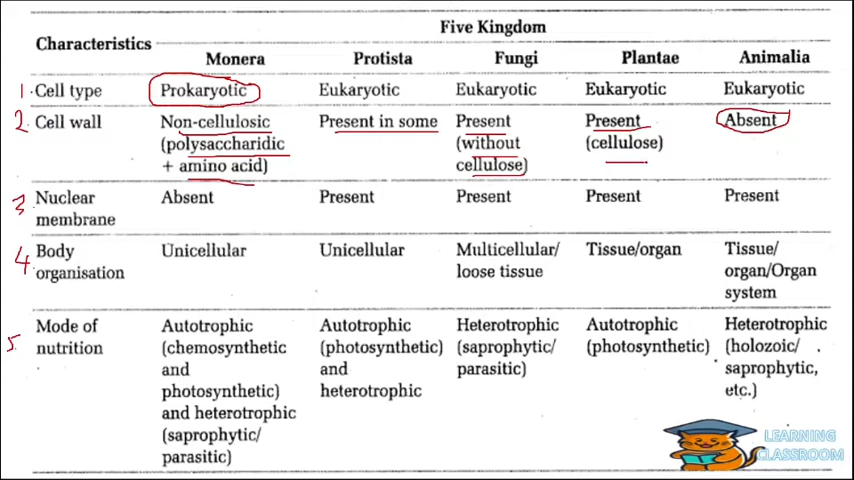 Five Kingdom
Characteristics
Monera Protista Fungi Plantae Animalia
1 Cell type Prokaryotic Eukaryotic Eukaryotic Eukaryotic Eukaryotic
2 Cell wall Non-cellulosic Present in some Present Present Absent
(polysaccharidic (without (cellulose)
+ amino acid) cellulose)
3 Nuclear Absent Present Present Present Present
membrane
4 Body Unicellular Unicellular Multicellular/ Tissue/organ Tissue/
organisation loose tissue organ/Organ
system
5 Mode of Autotrophic Autotrophic Heterotrophic Autotrophic Heterotrophic
nutrition (chemosynthetic (photosynthetic) (saprophytic/ (photosynthetic) (holozoic/
and and parasitic) saprophytic,
photosynthetic) heterotrophic etc.)
and heterotrophic
(saprophytic/
parasitic)
LEARNING
CLASSROOM